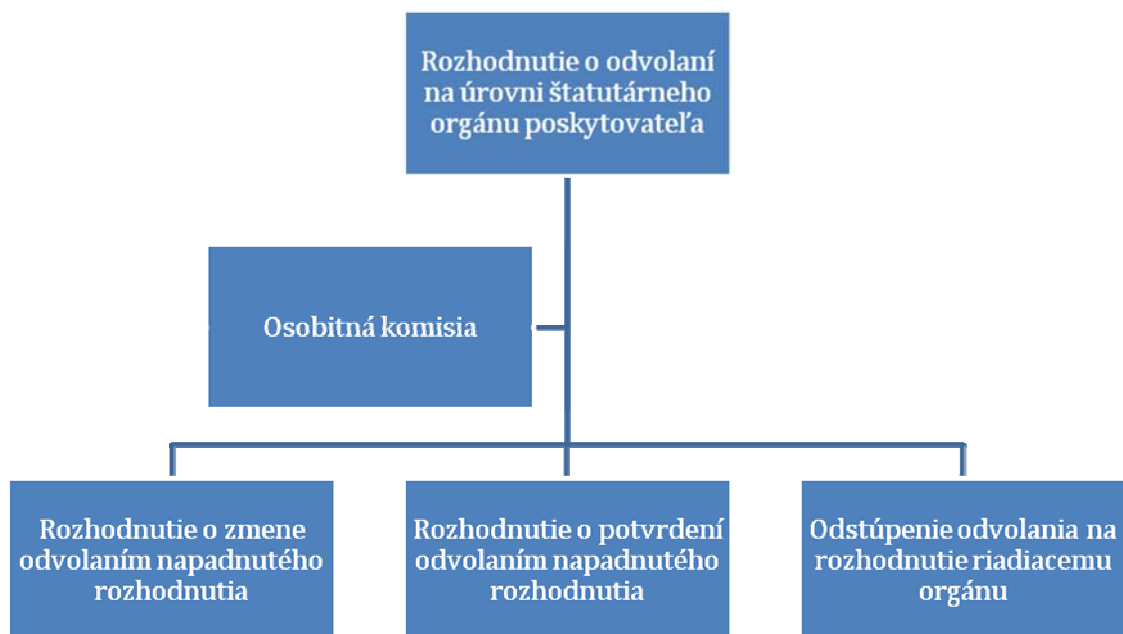 Rozhodnutie o odvolaní
na úrovni štatutárneho
orgánu poskytovateľa
Osobitná komisia
Rozhodnutie o zmene
odvolaním napadnutého
rozhodnutia
Rozhodnutie o potvrdení
odvolaním napadnutého
rozhodnutia
Odstúpenie odvolania na
rozhodnutie riadiacemu
orgánu